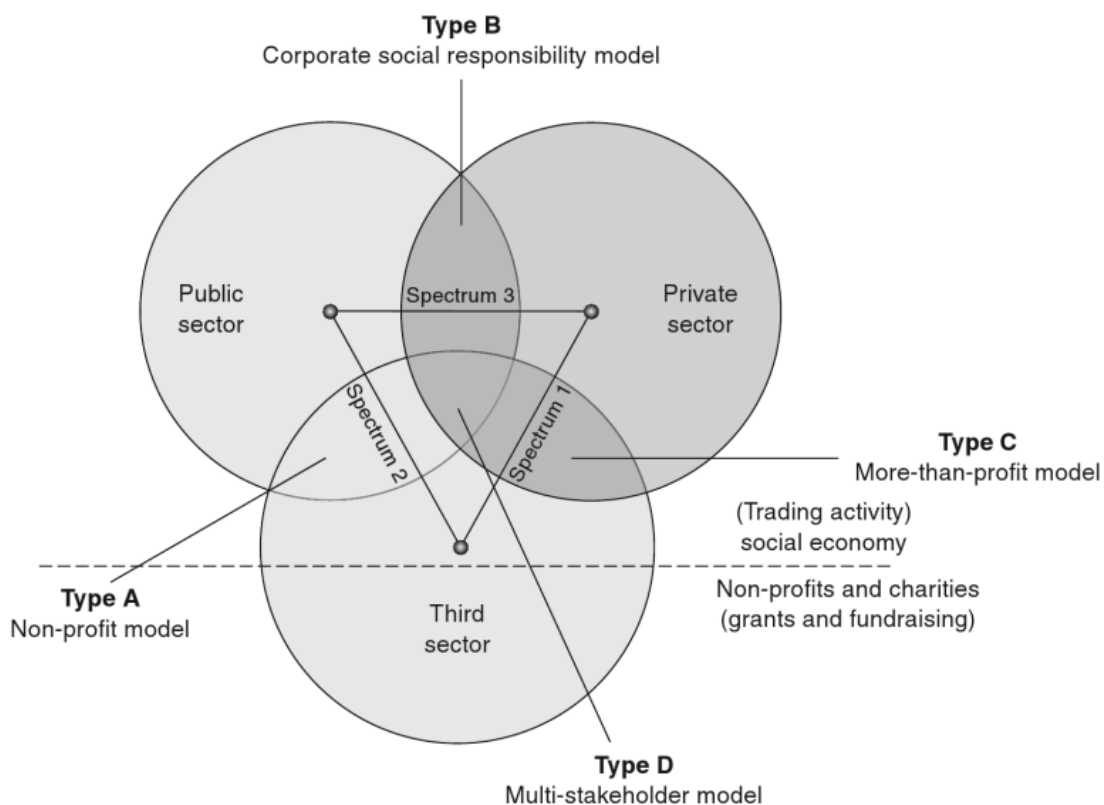 Type B
Corporate social responsibility model
Public
sector
Spectrum 3
Private
sector
Spectrum 2
Spectrum 1
Type C
More-than-profit model
(Trading activity)
social economy
Non-profits and charities
(grants and fundraising)
Type A
Non-profit model
Third
sector
Type D
Multi-stakeholder model